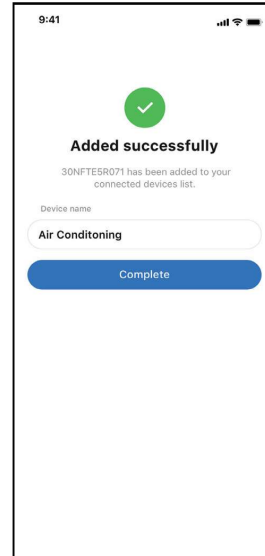 9:41
Added successfully
30NFTE5R071 has been added to your
connected devices list.
Device name
Air Conditoning
Complete